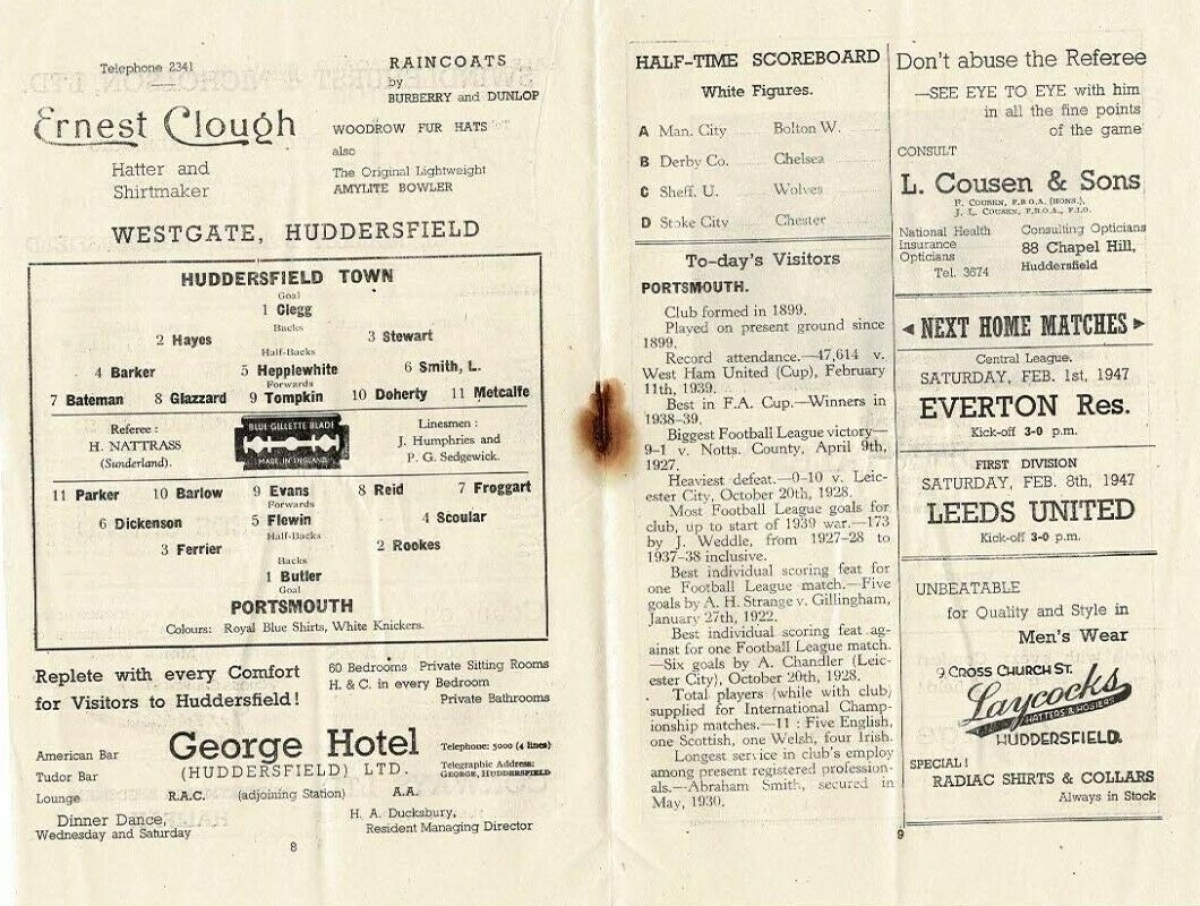 Telephone 2341
Ernest Clough
Hatter and
Shirtmaker
RAINCOATS
by
BURBERRY and DUNLOP
WOODROW FUR HATS
also
The Original Lightweight
AMYLITE BOWLER
WESTGATE, HUDDERSFIELD
HUDDERSFIELD TOWN
Goal
1 Clegg
Backs
2 Hayes 3 Stewart
Half-Backs
4 Barker 5 Hepplewhite 6 Smith, L.
Forwards
7 Bateman 8 Glazzard 9 Tompkin 10 Doherty 11 Metcalfe
Referee :
H. NATTRASS
(Sunderland).
BLUE GILLETTE BLADE
MADE IN ENGLAND
Linesmen :
J. Humphries and
P. G. Sedgewick.
11 Parker 10 Barlow 9 Evans 8 Reid 7 Froggart
Forwards
6 Dickenson 5 Flewin 4 Scoular
Half-Backs
3 Ferrier 2 Rookes
Backs
1 Butler
Goal
PORTSMOUTH
Colours: Royal Blue Shirts, White Knickers.
Replete with every Comfort
for Visitors to Huddersfield!
60 Bedrooms Private Sitting Rooms
H. & C. in every Bedroom
Private Bathrooms
American Bar
Tudor Bar
Lounge
George Hotel
(HUDDERSFIELD) LTD.
R.A.C. (adjoining Station) A.A.
Telephone: 5000 (4 lines)
Telegraphic Address:
GEORGE, HUDDERSFIELD
Dinner Dance,
Wednesday and Saturday
H. A. Ducksbury,
Resident Managing Director
8
HALF-TIME SCOREBOARD
White Figures.
A Man. City Bolton W.
B Derby Co. Chelsea
C Sheff. U. Wolves
D Stoke City Chester
To-day's Visitors
PORTSMOUTH.
Club formed in 1899.
Played on present ground since
1899.
Record attendance.—47,614 v.
West Ham United (Cup), February
11th, 1939.
Best in F.A. Cup.—Winners in
1938-39.
Biggest Football League victory—
9-1 v. Notts. County, April 9th,
1927.
Heaviest defeat.—0-10 v. Leic-
ester City, October 20th, 1928.
Most Football League goals for
club, up to start of 1939 war.—173
by J. Weddle, from 1927-28 to
1937-38 inclusive.
Best individual scoring feat for
one Football League match.—Five
goals by A. H. Strange v. Gillingham,
January 27th, 1922.
Best individual scoring feat ag-
ainst for one Football League match.
—Six goals by A. Chandler (Leic-
ester City), October 20th, 1928.
Total players (while with club)
supplied for International Champ-
ionship matches.—11 : Five English,
one Scottish, one Welsh, four Irish.
Longest service in club's employ
among present registered profession-
als.—Abraham Smith, secured in
May, 1930.
Don't abuse the Referee
—SEE EYE TO EYE with him
in all the fine points
of the game
CONSULT
L. Cousen & Sons
F. COUSEN, F.B.O.A. (HONS.),
J. L. COUSEN, F.B.O.A., F.I.O.
National Health
Insurance
Opticians
Tel. 3674
Consulting Opticians
88 Chapel Hill,
Huddersfield
NEXT HOME MATCHES
Central League.
SATURDAY, FEB. 1st, 1947
EVERTON Res.
Kick-off 3-0 p.m.
FIRST DIVISION
SATURDAY, FEB. 8th, 1947
LEEDS UNITED
Kick-off 3-0 p.m.
UNBEATABLE
for Quality and Style in
Men's Wear
9 CROSS CHURCH ST.
Laycocks
HATTERS & HOSIERS
HUDDERSFIELD.
SPECIAL!
RADIAC SHIRTS & COLLARS
Always in Stock
9